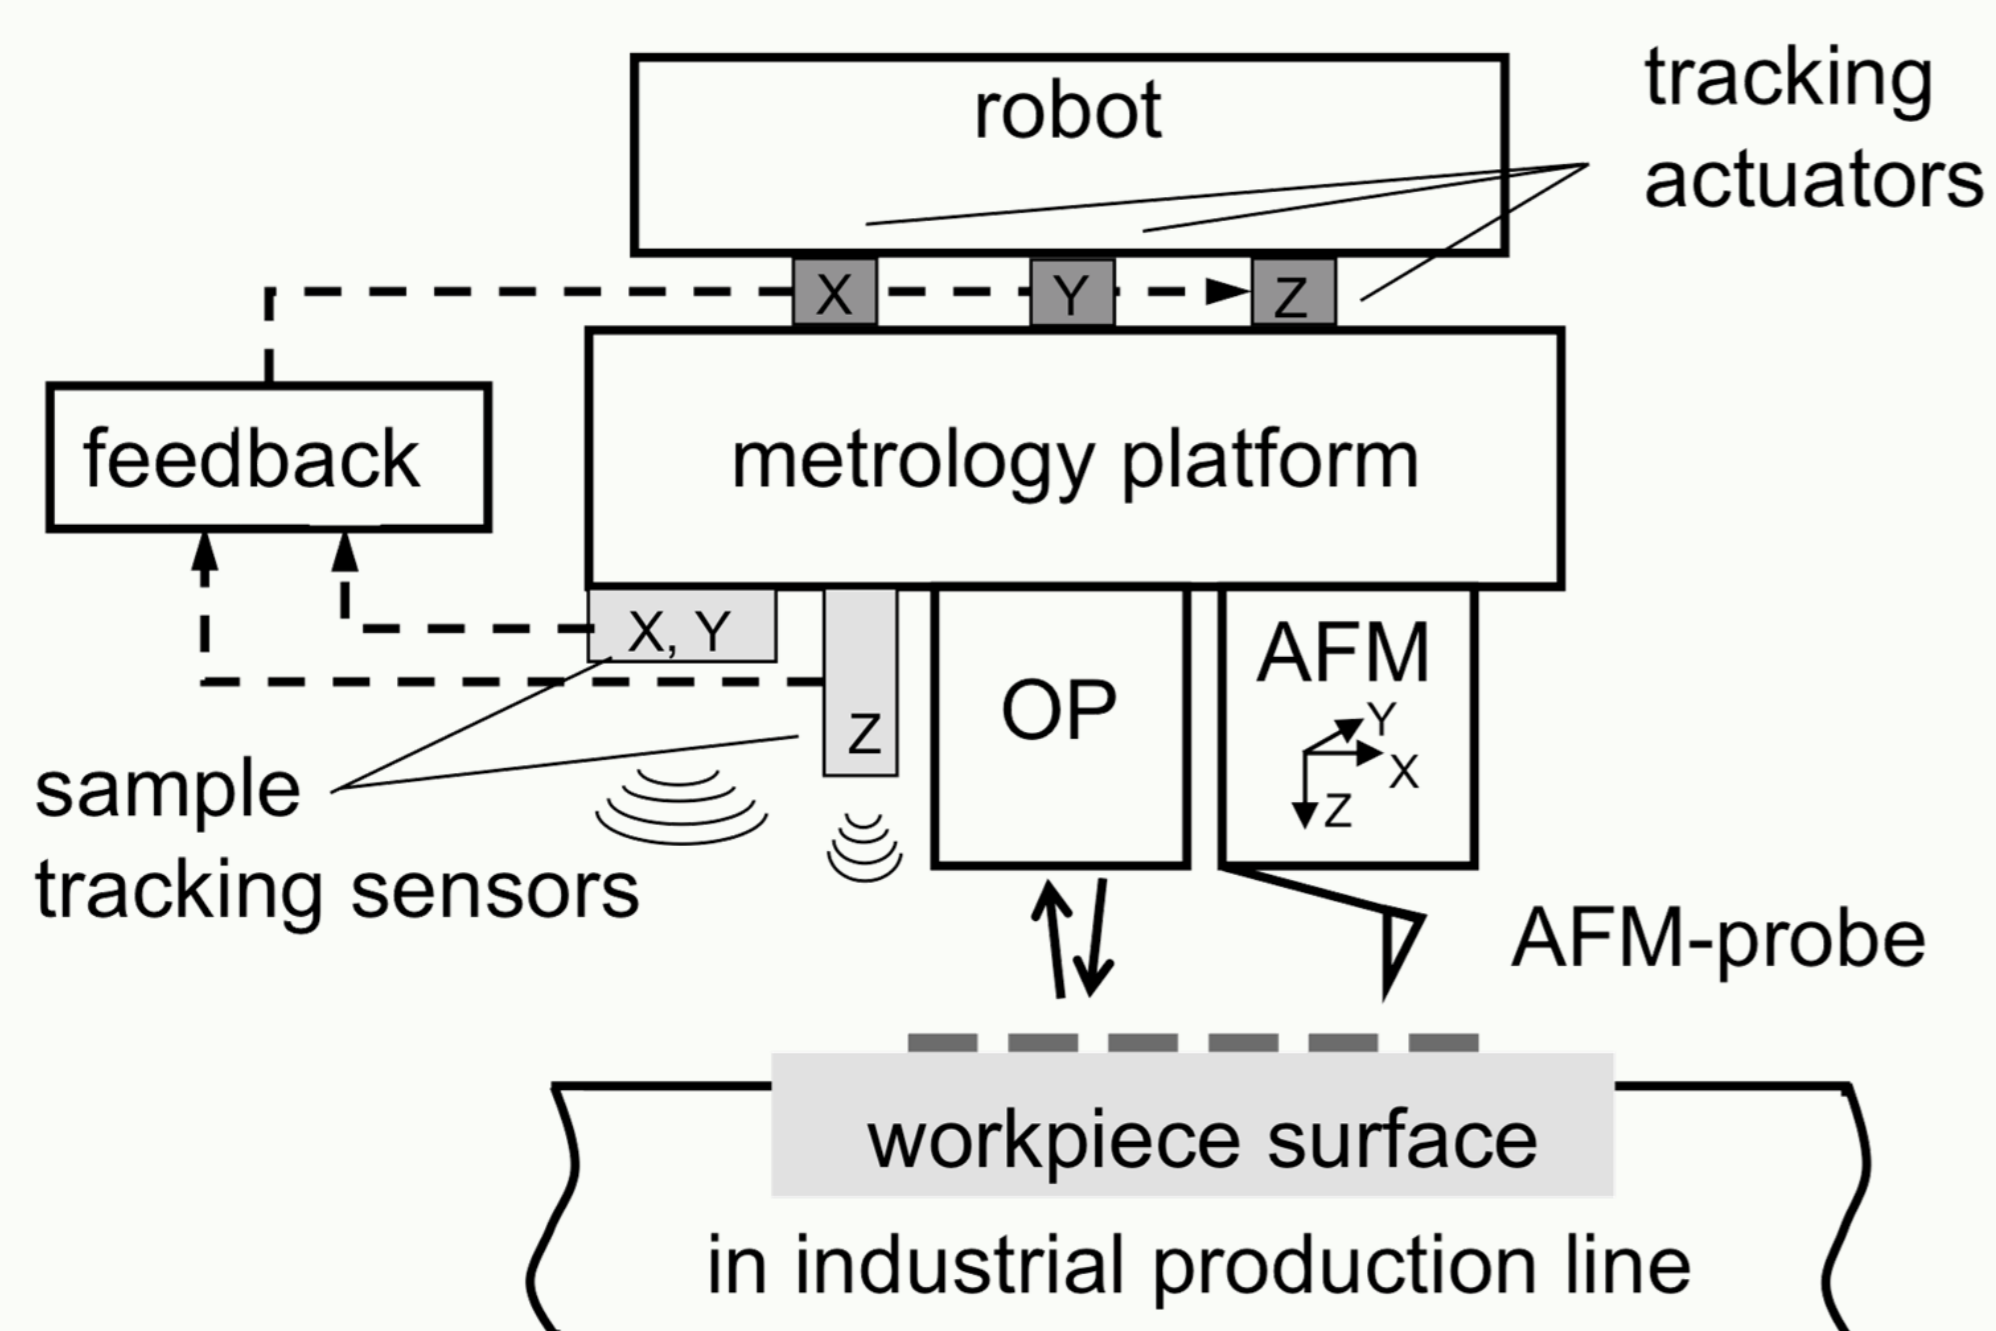 robot
tracking
actuators
X
Y
Z
feedback
metrology platform
X, Y
Z
OP
AFM
Y
X
Z
sample
tracking sensors
AFM-probe
workpiece surface
in industrial production line